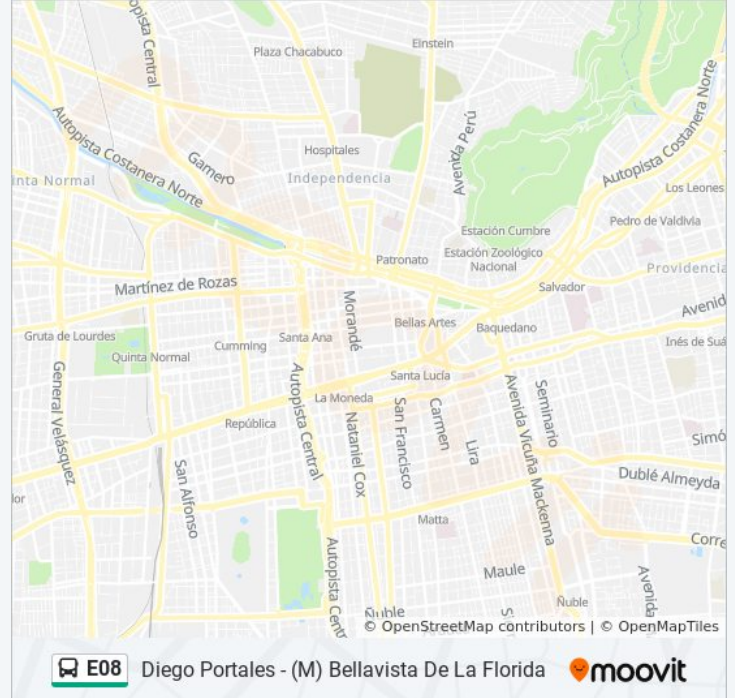 opista Central
Plaza Chacabuco
Einstein
Autopista Costanera Norte
Avenida Perú
Autopista Costanera Norte
Gamero
Hospitales
Independencia
inta Normal
Los Leones
Pedro de Valdivia
Estación Cumbre
Patronato
Estación Zoológico
Nacional
Providencia
Martínez de Rozas
Salvador
Morandé
Avenid
Bellas Artes
Baquedano
Gruta de Lourdes
Santa Ana
Cumming
Quinta Normal
Inés de Suá
General Velásquez
Autopista Central
Santa Lucía
La Moneda
República
Nataniel Cox
San Francisco
Carmen
Lira
Avenida Vicuña Mackenna
Seminario
Simó
San Alfonso
Dublé Almeyda
lor
Matta
Corre
Autopista Cent
Maule
Avenida
Ñuble
Ñuble
© OpenStreetMap contributors | © OpenMapTiles
E08 Diego Portales - (M) Bellavista De La Florida moovit